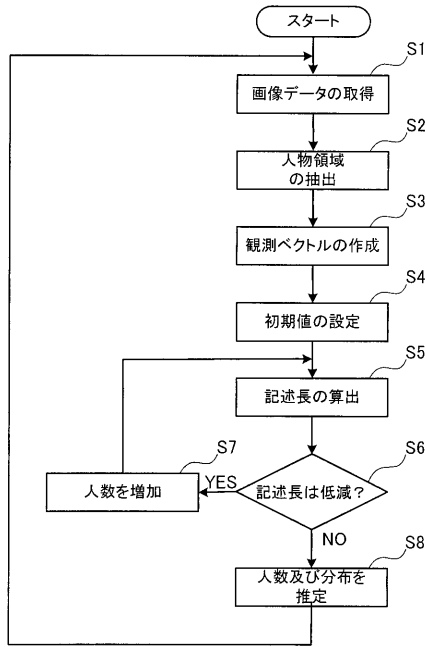 スタート
S1
画像データの取得
S2
人物領域
の抽出
S3
観測ベクトルの作成
S4
初期値の設定
S5
記述長の算出
S6
記述長は低減?
YES
S7
人数を増加
NO
S8
人数及び分布を
推定